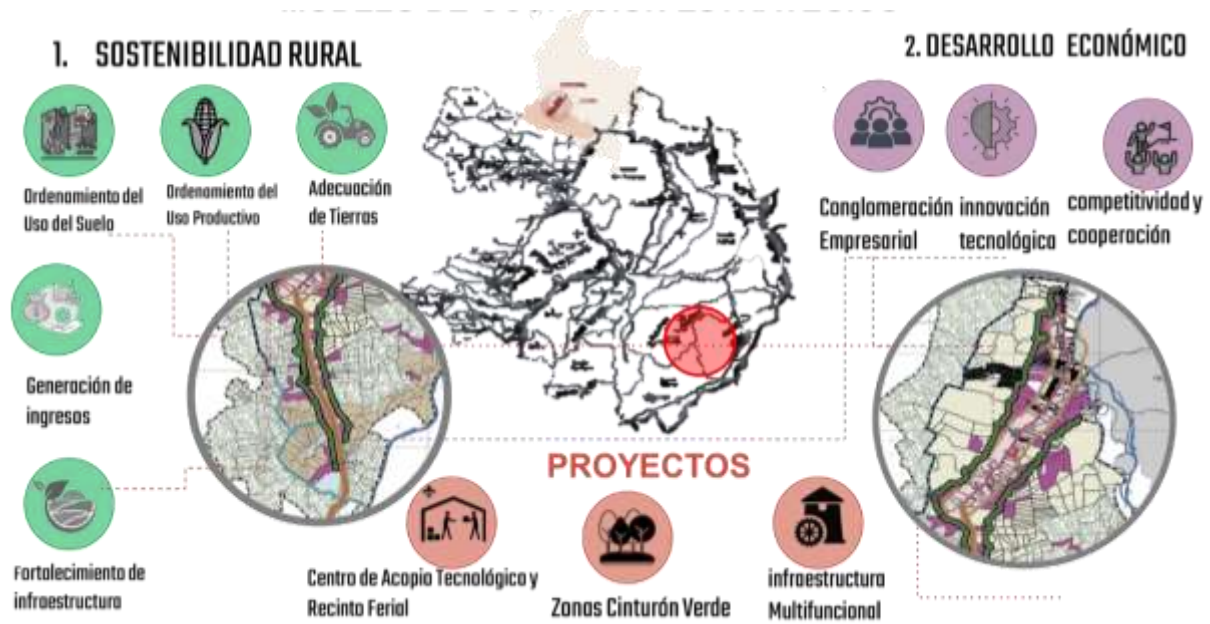 1. SOSTENIBILIDAD RURAL
Ordenamiento del
Uso del Suelo
Ordenamiento del
Uso Productivo
Adecuación
de Tierras
Generación de
ingresos
Fortalecimiento de
infraestructura
2. DESARROLLO ECONÓMICO
Conglomeración
Empresarial
innovación
tecnológica
competitividad y
cooperación
PROYECTOS
Centro de Acopio Tecnológico y
Recinto Ferial
Zonas Cinturón Verde
infraestructura
Multifuncional